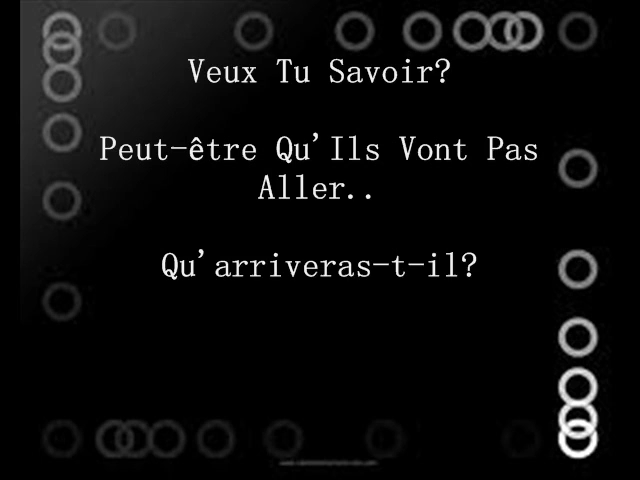 Veux Tu Savoir?
Peut-être Qu'Ils Vont Pas
Aller..
Qu'arriveras-t-il?